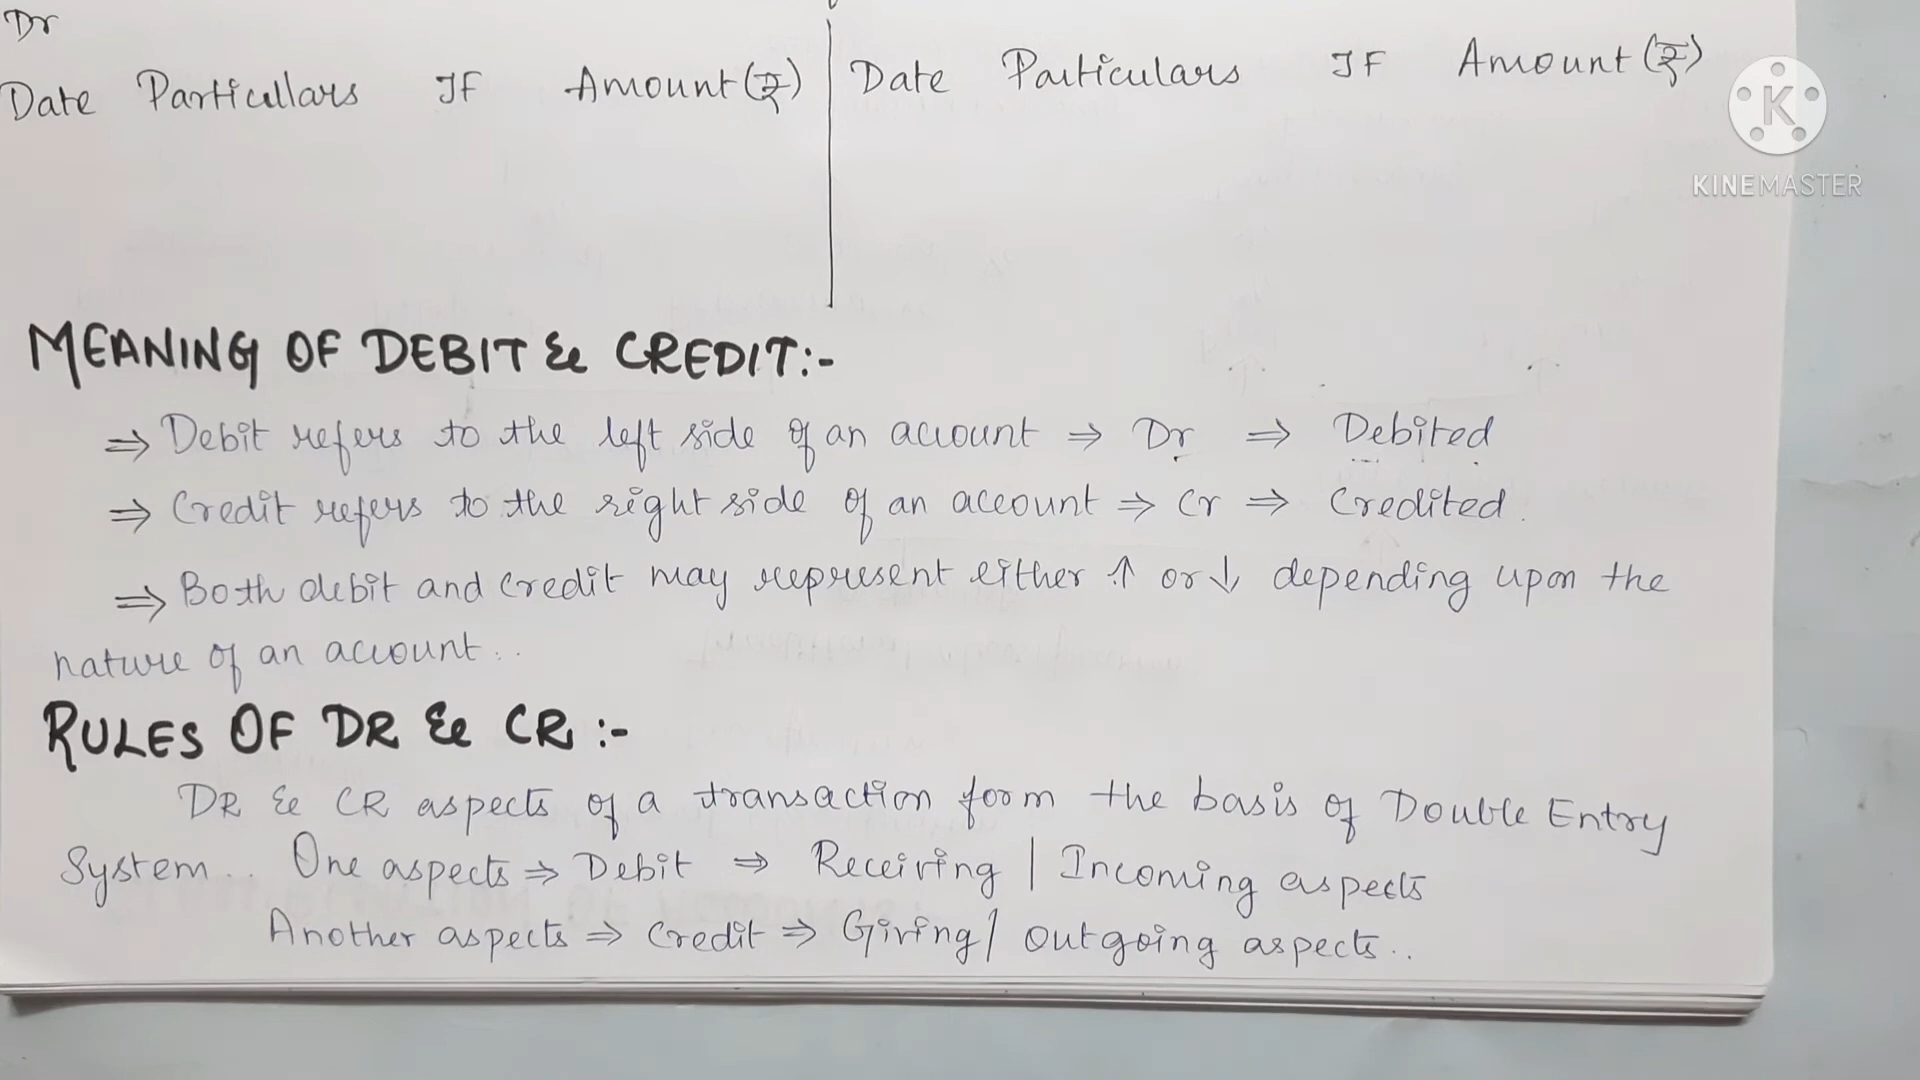 Dr
Date Particullars JF Amount(₹) Date Particulars JF Amount(₹)
K
KINEMASTER
MEANING OF DEBIT & CREDIT:-
⇒ Debit refers to the left side of an account ⇒ Dr ⇒ Debited
⇒ Credit refers to the right side of an account ⇒ Cr ⇒ Credited.
⇒ Both debit and credit may represent either ↑ or ↓ depending upon the
nature of an account..
RULES OF DR & CR :-
DR & CR aspects of a transaction form the basis of Double Entry
System.. One aspects ⇒ Debit ⇒ Receiving | Incoming aspects
Another aspects ⇒ Credit ⇒ Giving/ outgoing aspects..